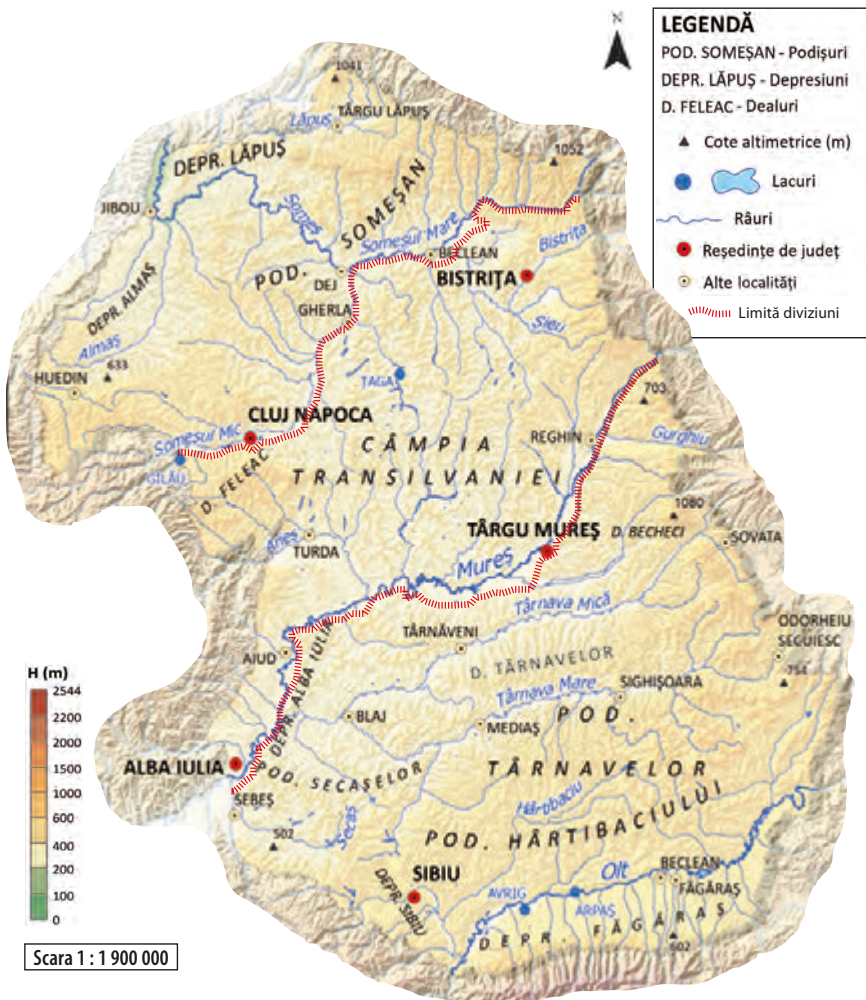 N
LEGENDĂ
POD. SOMEȘAN - Podișuri
DEPR. LĂPUȘ - Depresiuni
D. FELEAC - Dealuri
Cote altimetrice (m)
Lacuri
Râuri
Reședințe de județ
Alte localități
Limită diviziuni
1041
TÂRGU LĂPUȘ
Lăpuș
DEPR. LĂPUȘ
1052
JIBOU
Someș
POD. SOMEȘAN
Someșul Mare
BECLEAN
Bistrița
BISTRIȚA
DEJ
GHERLA
DEPR. ALMAȘ
Almaș
Șieu
633
HUEDIN
ȚAGA
703
CLUJ NAPOCA
Someșul Mic
REGHIN
Gurghiu
CÂMPIA
TRANSILVANIEI
GILĂU
D. FELEAC
1080
TÂRGU MUREȘ
D. BECHECI
SOVATA
Arieș
TURDA
Mureș
Târnava Mică
TÂRNĂVENI
ODORHEIU
SECUIESC
AIUD
D. TÂRNAVELOR
754
SIGHIȘOARA
Târnava Mare
DEPR. ALBA IULIA
BLAJ
MEDIAȘ
POD.
TÂRNAVELOR
ALBA IULIA
POD. SECAȘELOR
Hârtibaciu
SEBEȘ
POD. HÂRTIBACIULUI
Secaș
502
SIBIU
DEPR. SIBIU
Olt
BECLEAN
FĂGĂRAȘ
AVRIG
ARPAȘ
DEPR. FĂGĂRAȘ
602
H (m)
2544
2200
2000
1500
1000
600
400
200
100
0
Scara 1 : 1 900 000